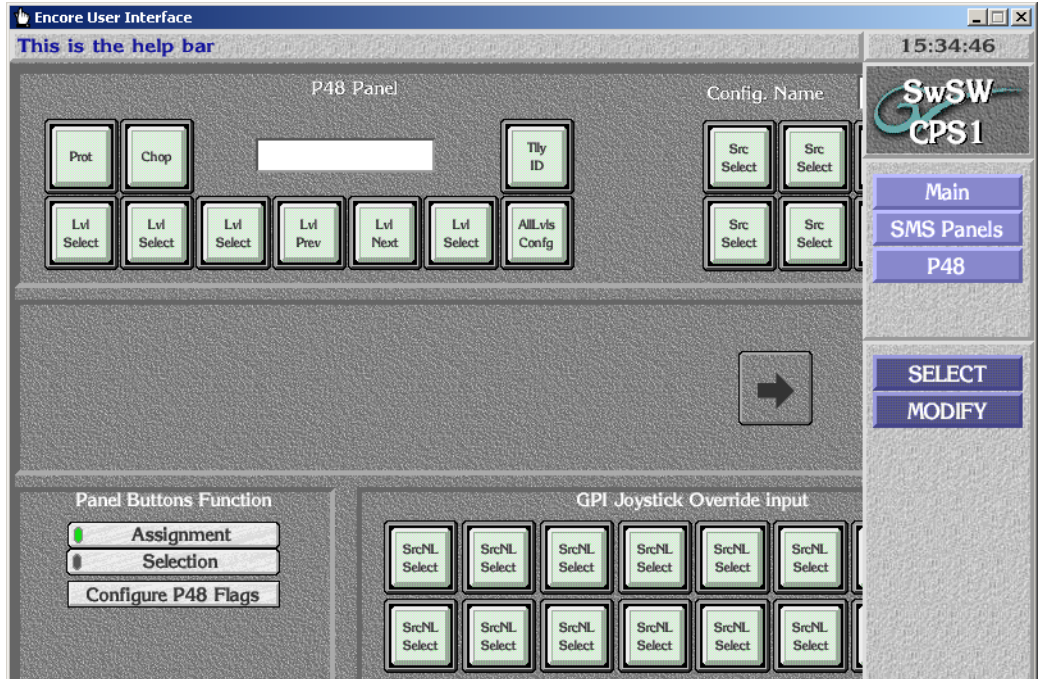 Encore User Interface
This is the help bar
15:34:46
P48 Panel
Config. Name
SwSW
CPS1
Prot
Chop
Tlly
ID
Src
Select
Src
Select
Lvl
Select
Lvl
Select
Lvl
Select
Lvl
Prev
Lvl
Next
Lvl
Select
AllLvls
Confg
Src
Select
Src
Select
Main
SMS Panels
P48
SELECT
MODIFY
Panel Buttons Function
Assignment
Selection
Configure P48 Flags
GPI Joystick Override input
SrcNL
Select
SrcNL
Select
SrcNL
Select
SrcNL
Select
SrcNL
Select
SrcNL
Select
SrcNL
Select
SrcNL
Select
SrcNL
Select
SrcNL
Select
SrcNL
Select
SrcNL
Select